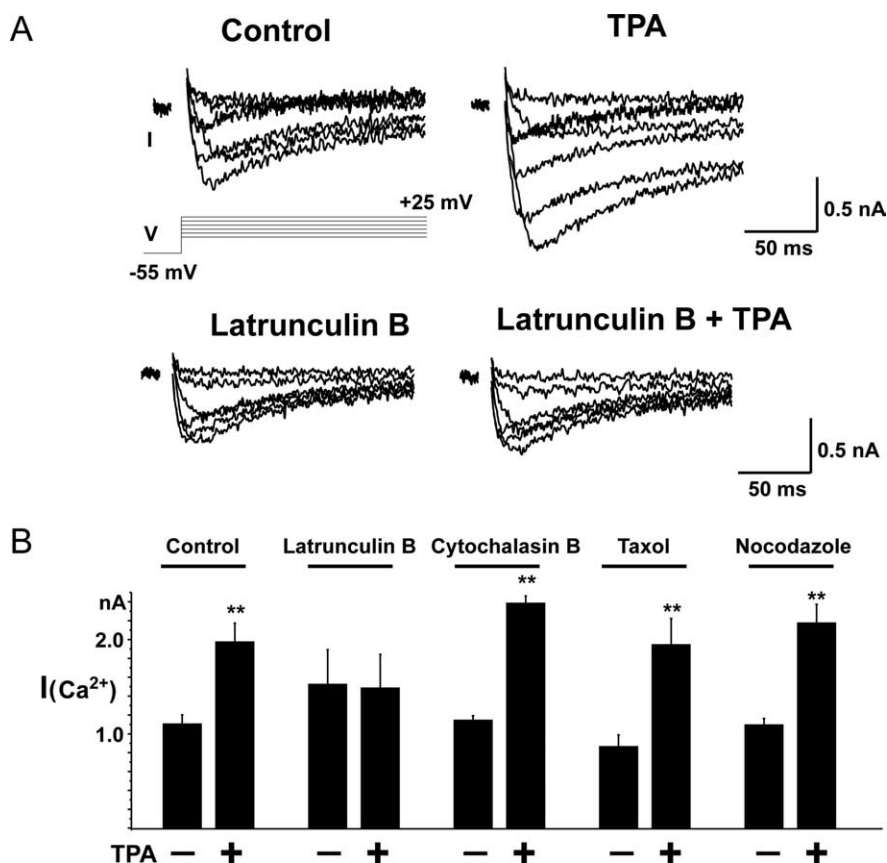 A
Control
TPA
I
V
+25 mV
-55 mV
0.5 nA
50 ms
Latrunculin B
Latrunculin B + TPA
0.5 nA
50 ms
B
Control Latrunculin B Cytochalasin B Taxol Nocodazole
** ** ** **
nA
2.0
I(Ca²⁺)
1.0
TPA − + − + − + − + − +